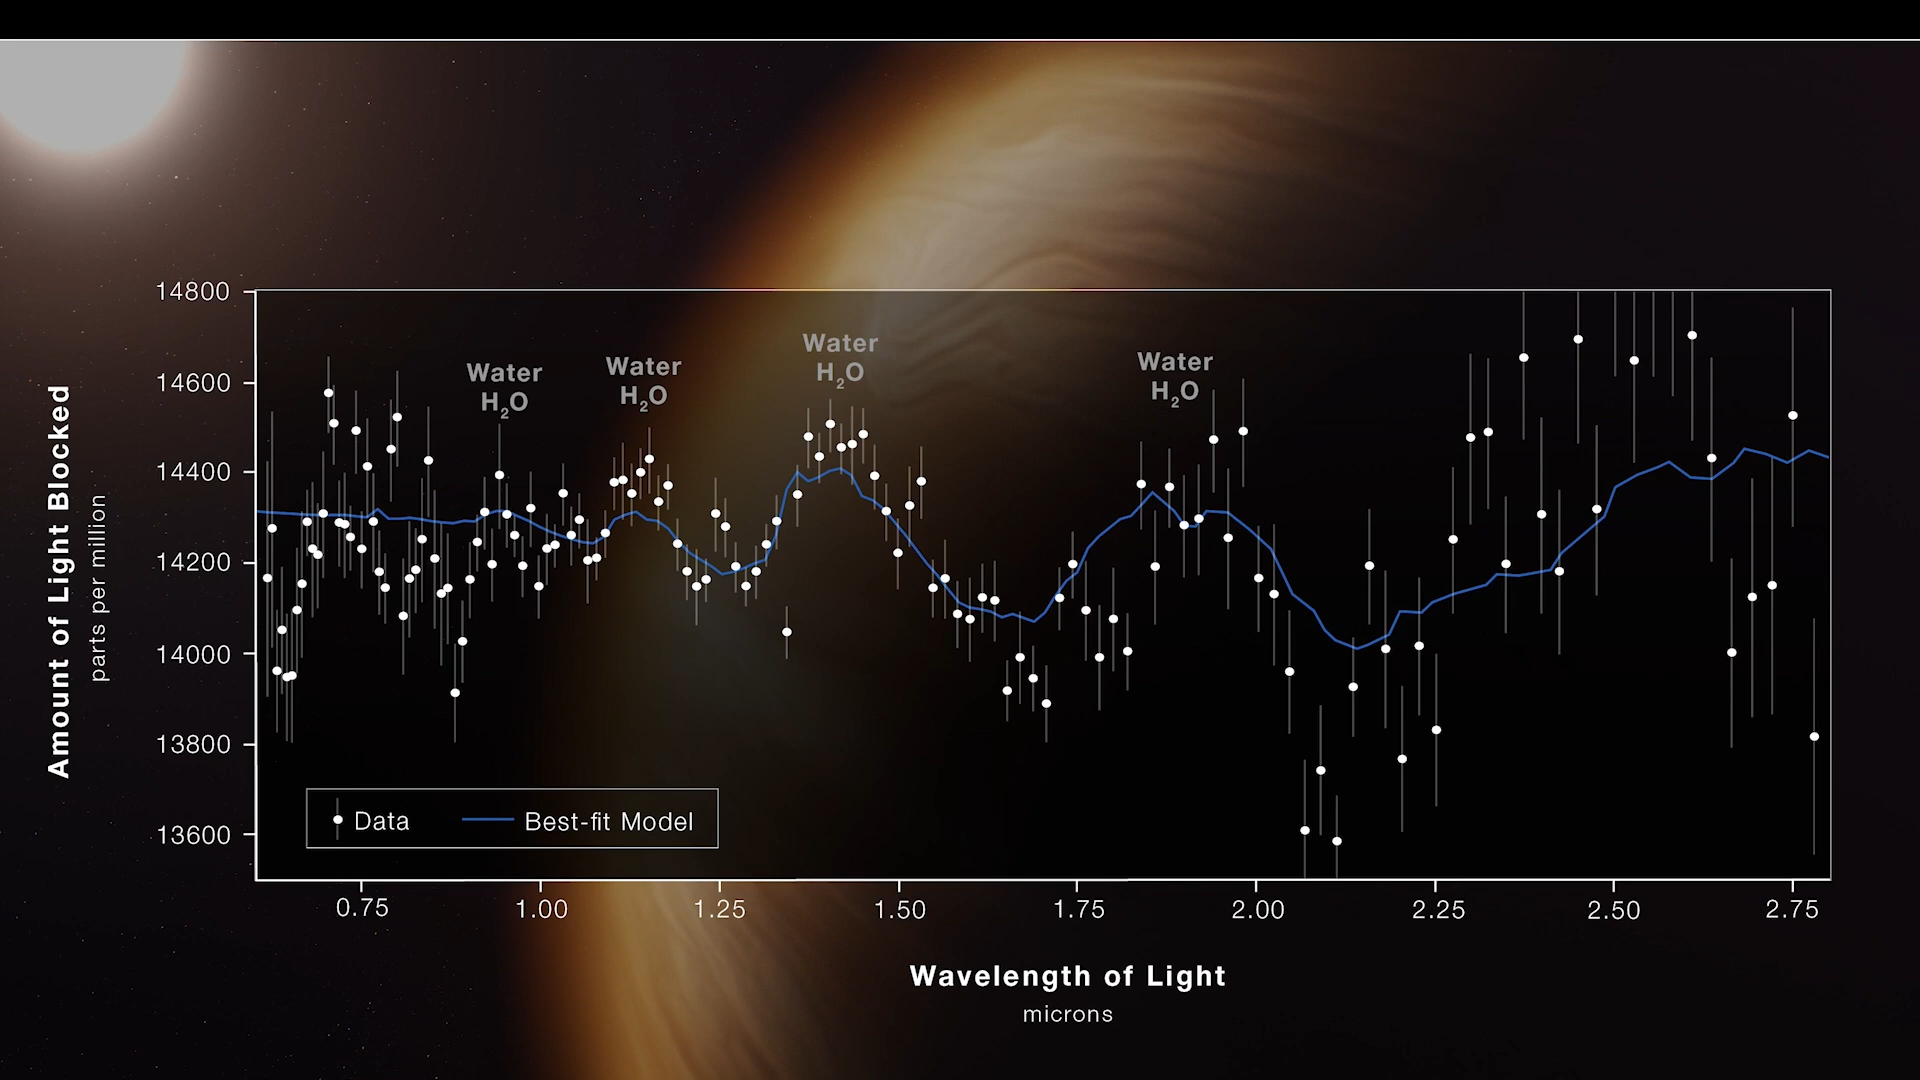 14800
14600
14400
14200
14000
13800
13600
Amount of Light Blocked
parts per million
Water
H₂O
Water
H₂O
Water
H₂O
Water
H₂O
Data
Best-fit Model
0.75
1.00
1.25
1.50
1.75
2.00
2.25
2.50
2.75
Wavelength of Light
microns